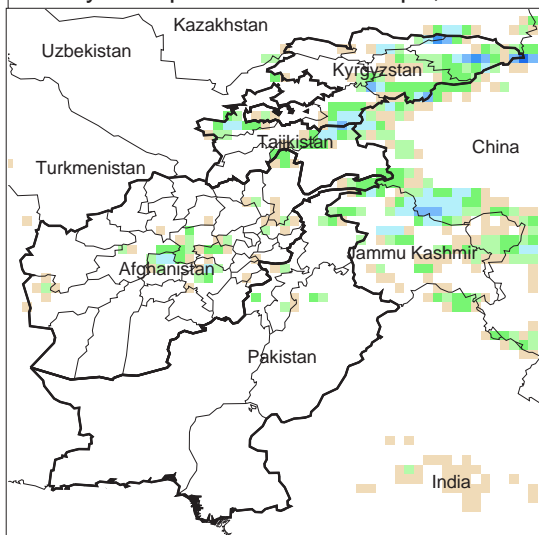 Kazakhstan
Uzbekistan
Kyrgyzstan
Tajikistan
China
Turkmenistan
Jammu Kashmir
Afghanistan
Pakistan
India